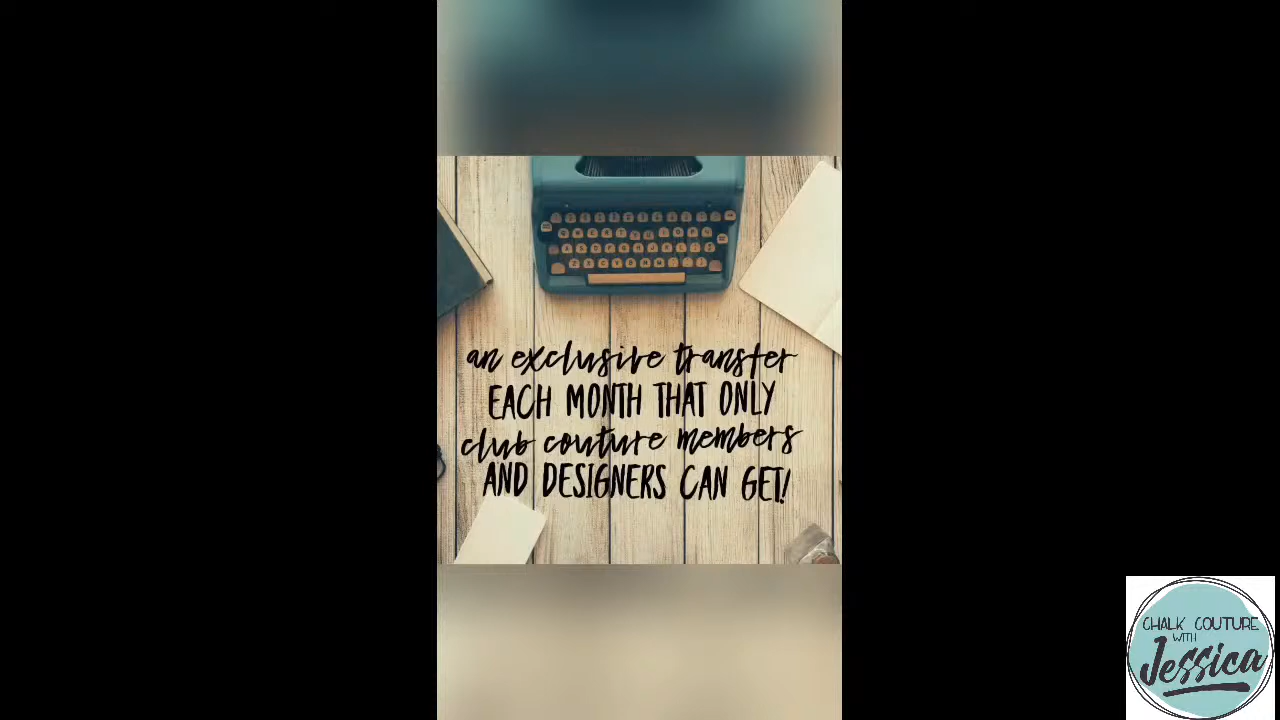 an exclusive transfer
EACH MONTH THAT ONLY
club couture members
AND DESIGNERS CAN GET!
CHALK COUTURE
WITH
Jessica